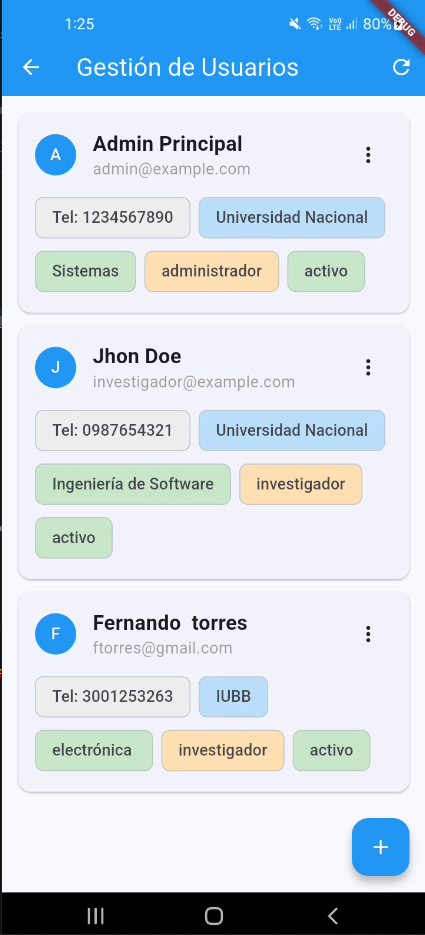 1:25
Vo)) LTE 80%
DEBUG
Gestión de Usuarios
A
Admin Principal
admin@example.com
Tel: 1234567890 Universidad Nacional
Sistemas administrador activo
J
Jhon Doe
investigador@example.com
Tel: 0987654321 Universidad Nacional
Ingeniería de Software investigador
activo
F
Fernando  torres
ftorres@gmail.com
Tel: 3001253263 IUBB
electrónica investigador activo
+